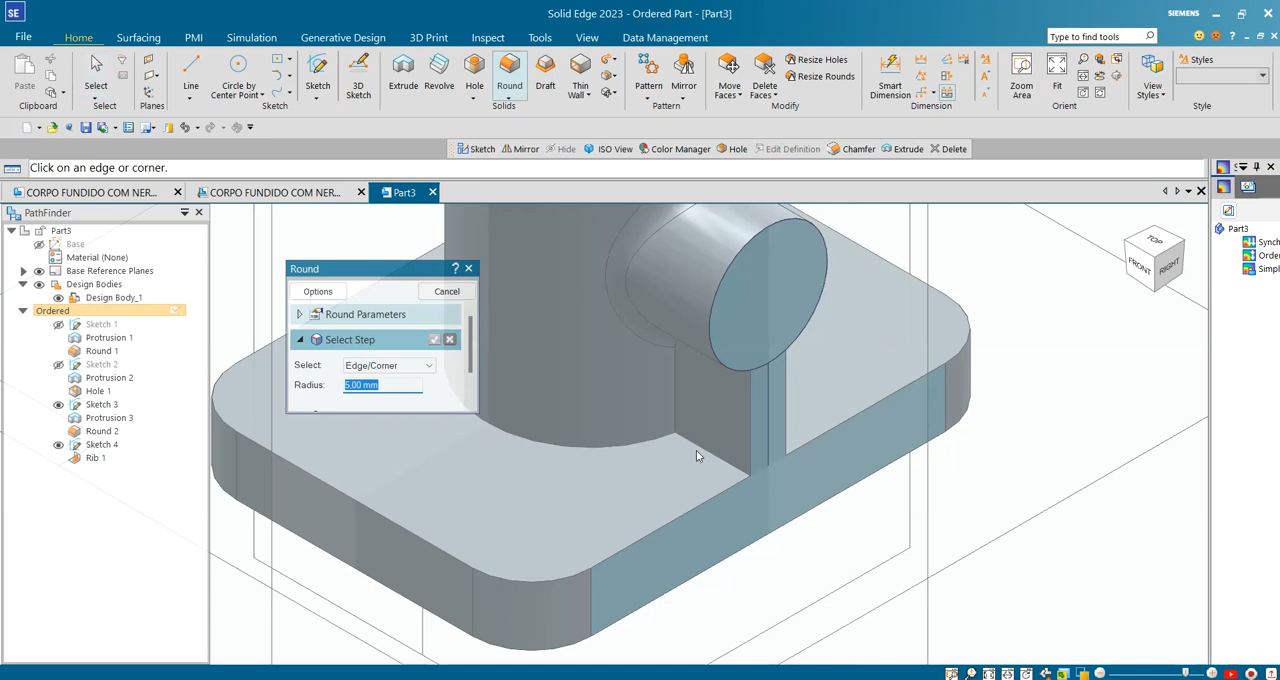 SE Solid Edge 2023 - Ordered Part - [Part3] SIEMENS
File Home Surfacing PMI Simulation Generative Design 3D Print Inspect Tools View Data Management Type to find tools
Paste Select Line Circle by Center Point Sketch 3D Sketch Extrude Revolve Hole Round Draft Thin Wall Pattern Mirror Move Faces Delete Faces Resize Holes Resize Rounds Smart Dimension Zoom Area Fit View Styles Styles
Clipboard Select Planes Sketch Solids Pattern Modify Dimension Orient Style
Sketch Mirror Hide ISO View Color Manager Hole Edit Definition Chamfer Extrude Delete
Click on an edge or corner.
CORPO FUNDIDO COM NER... CORPO FUNDIDO COM NER... Part3
PathFinder
Part3
Base
Material (None)
Base Reference Planes
Design Bodies
Design Body_1
Ordered
Sketch 1
Protrusion 1
Round 1
Sketch 2
Protrusion 2
Hole 1
Sketch 3
Protrusion 3
Round 2
Sketch 4
Rib 1
Round ?
Options Cancel
Round Parameters
Select Step
Select: Edge/Corner
Radius: 5,00 mm
TOP
FRONT RIGHT
Part3
Synch
Orde
Simpl